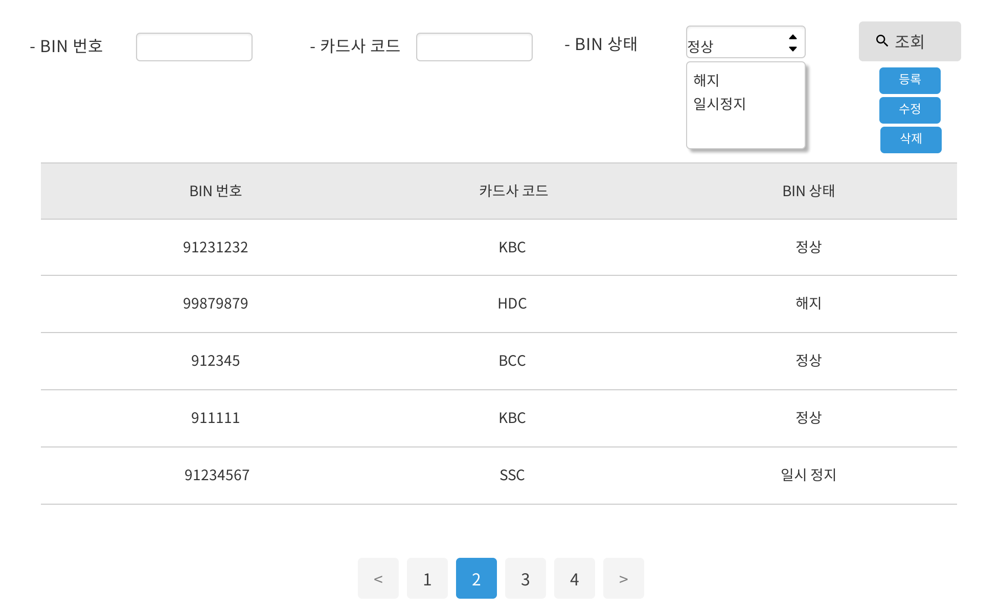 - BIN 번호
- 카드사 코드
- BIN 상태
정상
조회
해지
일시정지
등록
수정
삭제
BIN 번호 카드사 코드 BIN 상태
91231232 KBC 정상
99879879 HDC 해지
912345 BCC 정상
911111 KBC 정상
91234567 SSC 일시 정지
< 1 2 3 4 >